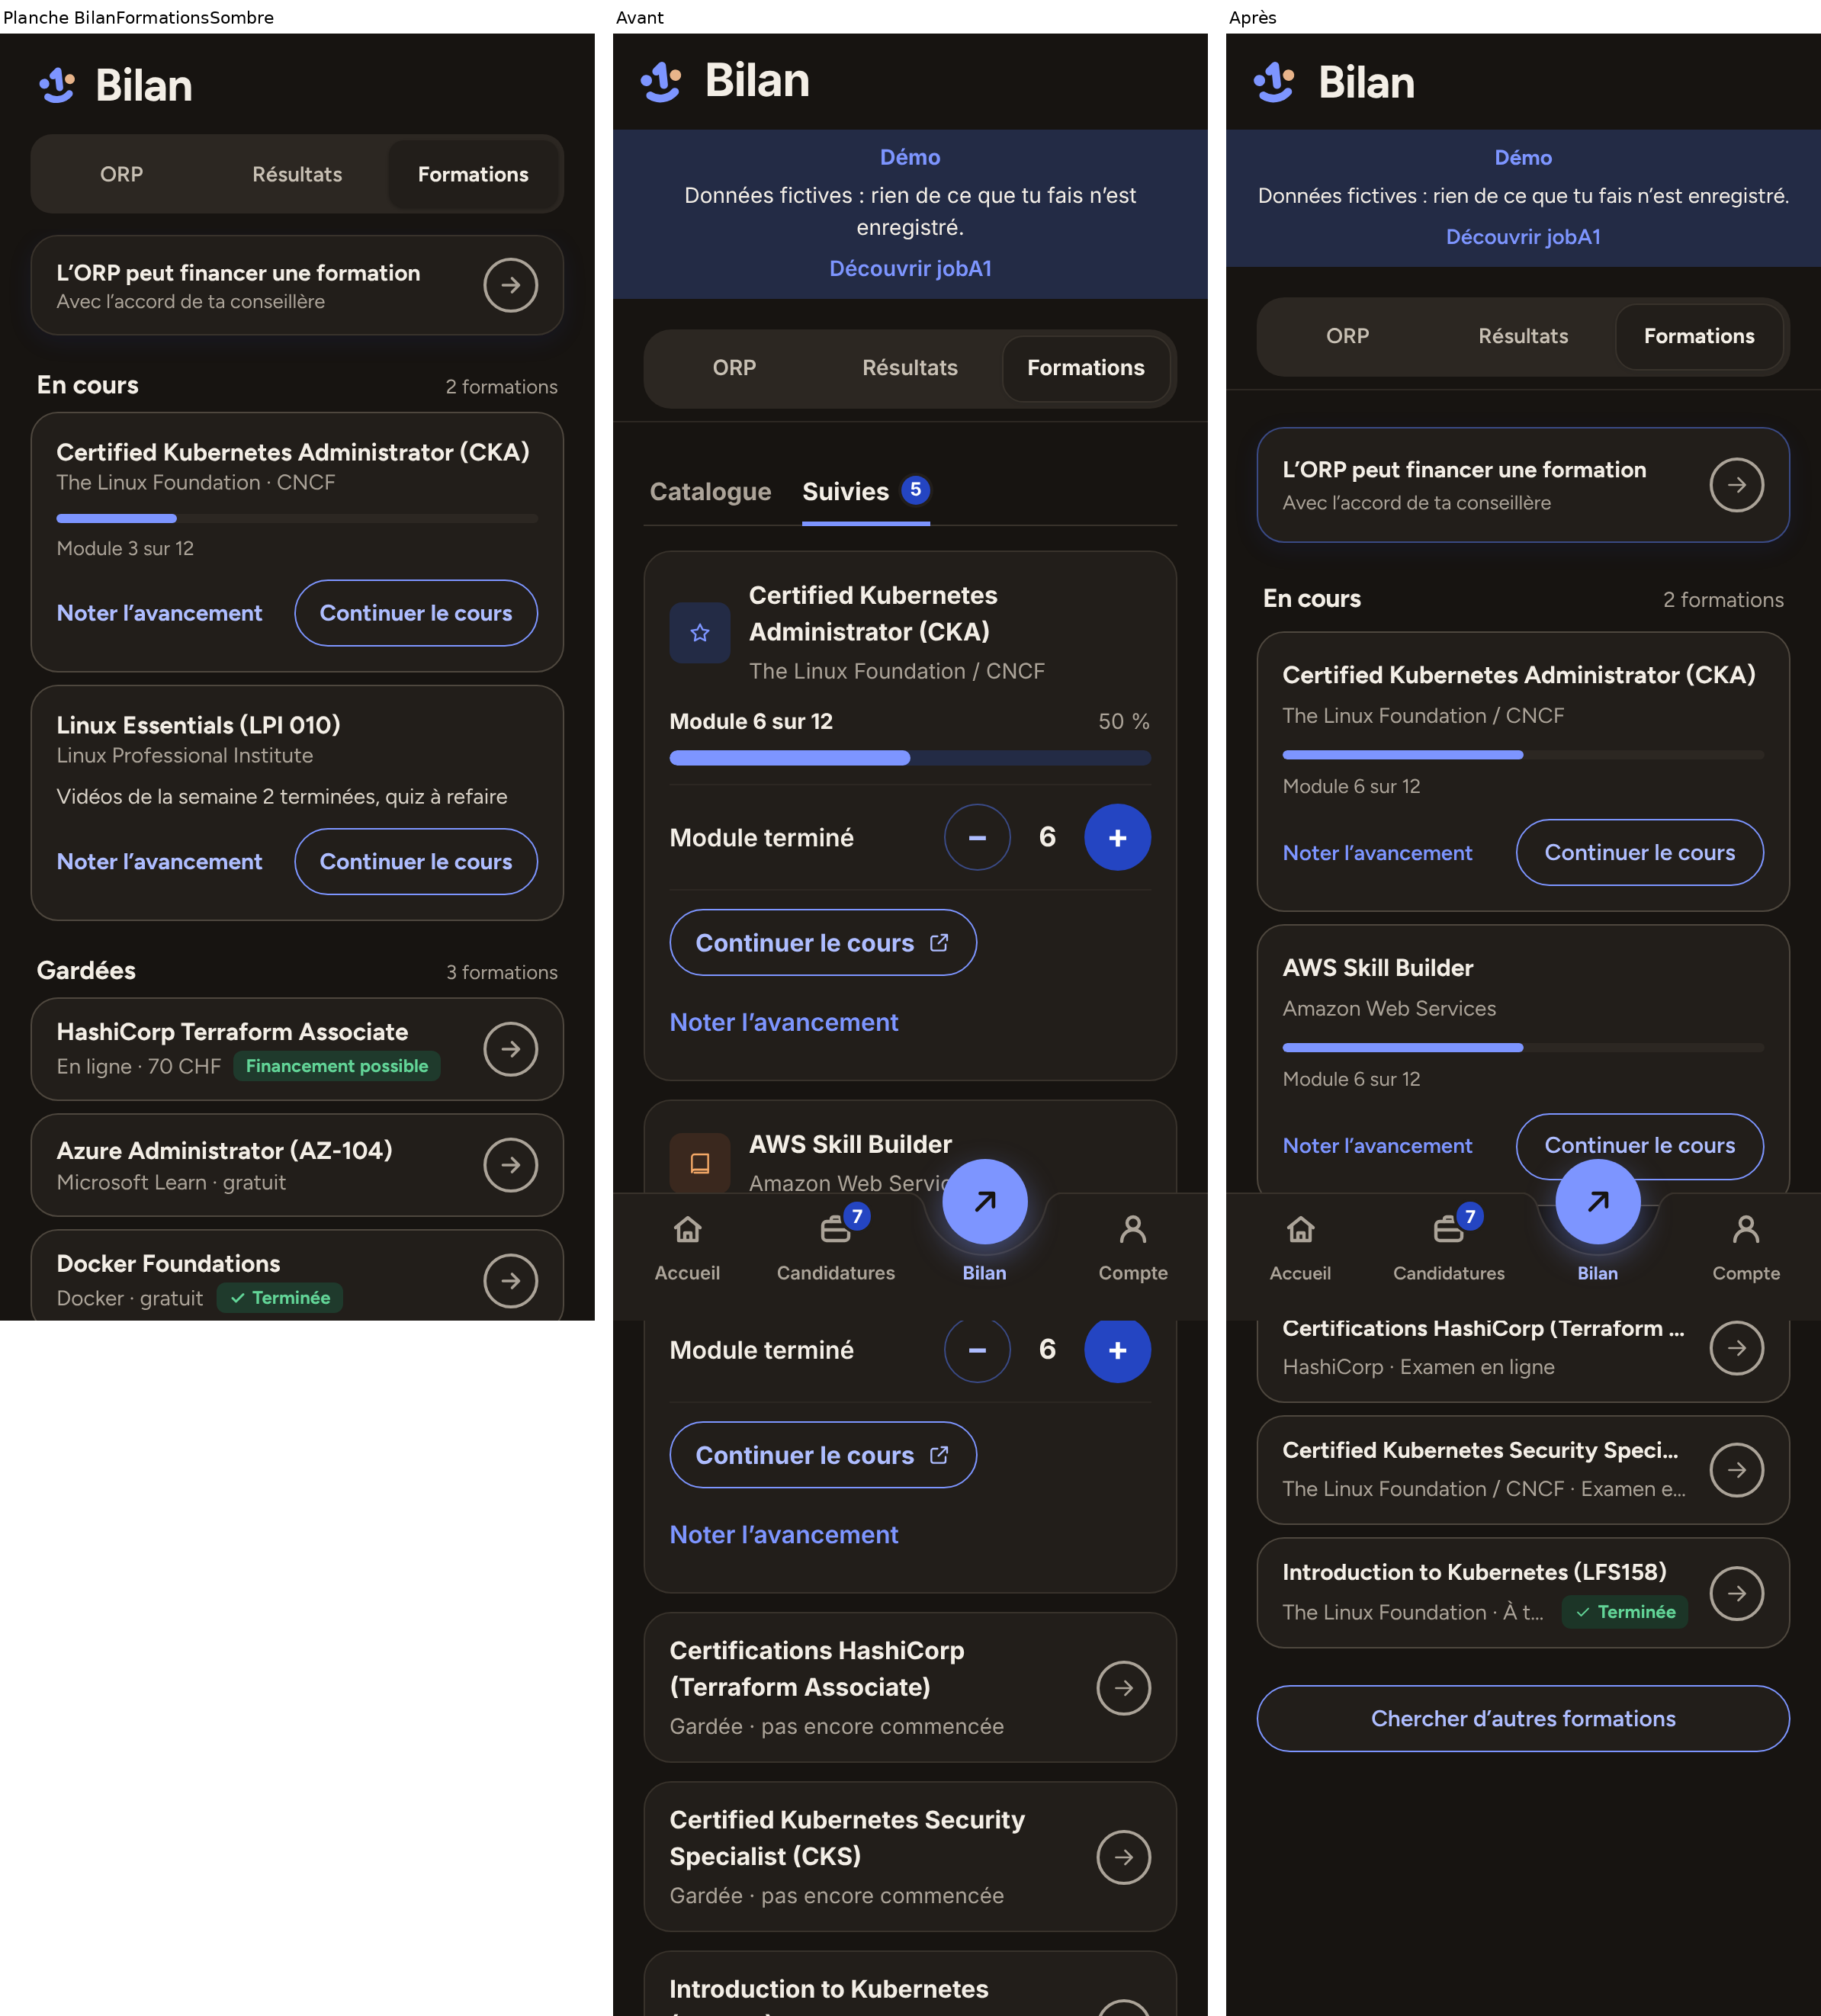 Planche BilanFormationsSombre
Bilan
ORP
Résultats
Formations
L’ORP peut financer une formation
Avec l’accord de ta conseillère
En cours
2 formations
Certified Kubernetes Administrator (CKA)
The Linux Foundation · CNCF
Module 3 sur 12
Noter l’avancement
Continuer le cours
Linux Essentials (LPI 010)
Linux Professional Institute
Vidéos de la semaine 2 terminées, quiz à refaire
Noter l’avancement
Continuer le cours
Gardées
3 formations
HashiCorp Terraform Associate
En ligne · 70 CHF
Financement possible
Azure Administrator (AZ-104)
Microsoft Learn · gratuit
Docker Foundations
Docker · gratuit
Terminée
Avant
Bilan
Démo
Données fictives : rien de ce que tu fais n’est
enregistré.
Découvrir jobA1
ORP
Résultats
Formations
Catalogue
Suivies
5
Certified Kubernetes
Administrator (CKA)
The Linux Foundation / CNCF
Module 6 sur 12
50 %
Module terminé
− 6 +
Continuer le cours
Noter l’avancement
AWS Skill Builder
Amazon Web Servic
Accueil
7
Candidatures
Bilan
Compte
Module terminé
− 6 +
Continuer le cours
Noter l’avancement
Certifications HashiCorp
(Terraform Associate)
Gardée · pas encore commencée
Certified Kubernetes Security
Specialist (CKS)
Gardée · pas encore commencée
Introduction to Kubernetes
Après
Bilan
Démo
Données fictives : rien de ce que tu fais n’est enregistré.
Découvrir jobA1
ORP
Résultats
Formations
L’ORP peut financer une formation
Avec l’accord de ta conseillère
En cours
2 formations
Certified Kubernetes Administrator (CKA)
The Linux Foundation / CNCF
Module 6 sur 12
Noter l’avancement
Continuer le cours
AWS Skill Builder
Amazon Web Services
Module 6 sur 12
Noter l’avancement
Continuer le cours
Accueil
7
Candidatures
Bilan
Compte
Certifications HashiCorp (Terraform ...
HashiCorp · Examen en ligne
Certified Kubernetes Security Speci...
The Linux Foundation / CNCF · Examen e...
Introduction to Kubernetes (LFS158)
The Linux Foundation · À t...
Terminée
Chercher d’autres formations